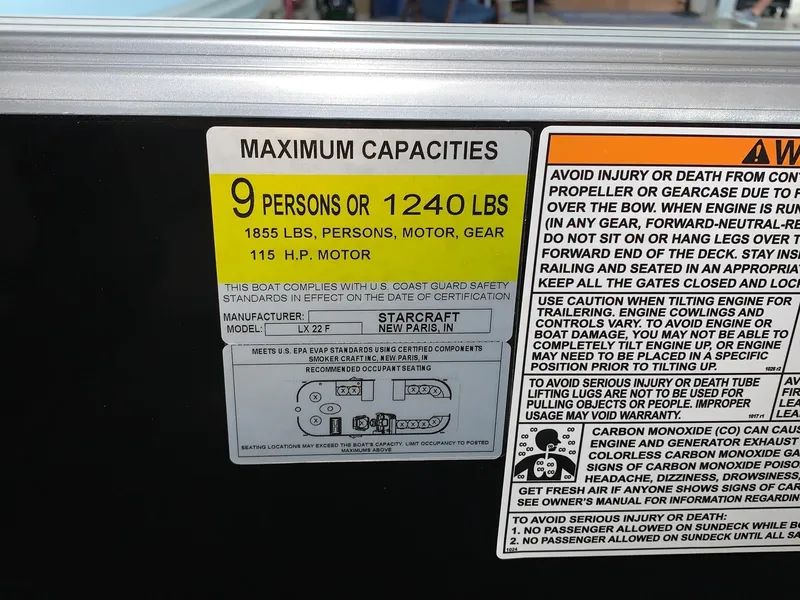 MAXIMUM CAPACITIES
9 PERSONS OR 1240 LBS
1855 LBS, PERSONS, MOTOR, GEAR
115 H.P. MOTOR
THIS BOAT COMPLIES WITH U.S. COAST GUARD SAFETY
STANDARDS IN EFFECT ON THE DATE OF CERTIFICATION
MANUFACTURER: STARCRAFT
MODEL: LX 22 F NEW PARIS, IN
MEETS U.S. EPA EVAP STANDARDS USING CERTIFIED COMPONENTS
SMOKER CRAFT INC, NEW PARIS, IN
RECOMMENDED OCCUPANT SEATING
SEATING LOCATIONS MAY EXCEED THE BOAT'S CAPACITY. LIMIT OCCUPANCY TO POSTED
MAXIMUMS ABOVE
W
AVOID INJURY OR DEATH FROM CON
PROPELLER OR GEARCASE DUE TO F
OVER THE BOW. WHEN ENGINE IS RUN
(IN ANY GEAR, FORWARD-NEUTRAL-RE
DO NOT SIT ON OR HANG LEGS OVER T
FORWARD END OF THE DECK. STAY INS
RAILING AND SEATED IN AN APPROPRIA
KEEP ALL THE GATES CLOSED AND LOC
USE CAUTION WHEN TILTING ENGINE FOR
TRAILERING. ENGINE COWLINGS AND
CONTROLS VARY. TO AVOID ENGINE OR
BOAT DAMAGE, YOU MAY NOT BE ABLE TO
COMPLETELY TILT ENGINE UP, OR ENGINE
MAY NEED TO BE PLACED IN A SPECIFIC
POSITION PRIOR TO TILTING UP. 1028 r2
TO AVOID SERIOUS INJURY OR DEATH TUBE
LIFTING LUGS ARE NOT TO BE USED FOR
PULLING OBJECTS OR PEOPLE. IMPROPER
USAGE MAY VOID WARRANTY. 1017 r1
AV
FIR
LEA
LEA
CARBON MONOXIDE (CO) CAN CAUS
ENGINE AND GENERATOR EXHAUST
COLORLESS CARBON MONOXIDE GA
SIGNS OF CARBON MONOXIDE POISO
HEADACHE, DIZZINESS, DROWSINESS,
GET FRESH AIR IF ANYONE SHOWS SIGNS OF CAR
SEE OWNER'S MANUAL FOR INFORMATION REGARDIN
TO AVOID SERIOUS INJURY OR DEATH:
1. NO PASSENGER ALLOWED ON SUNDECK WHILE BO
2. NO PASSENGER ALLOWED ON SUNDECK UNTIL ALL SA
1024